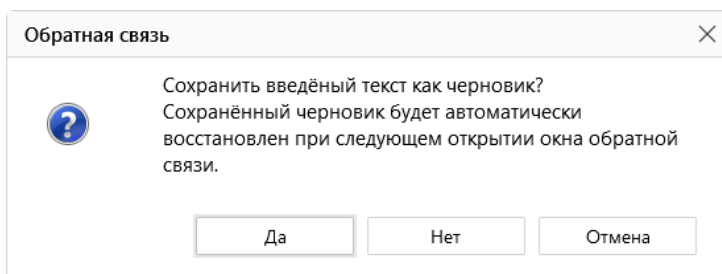 Обратная связь
Сохранить введёный текст как черновик?
Сохранённый черновик будет автоматически
восстановлен при следующем открытии окна обратной
связи.
Да
Нет
Отмена